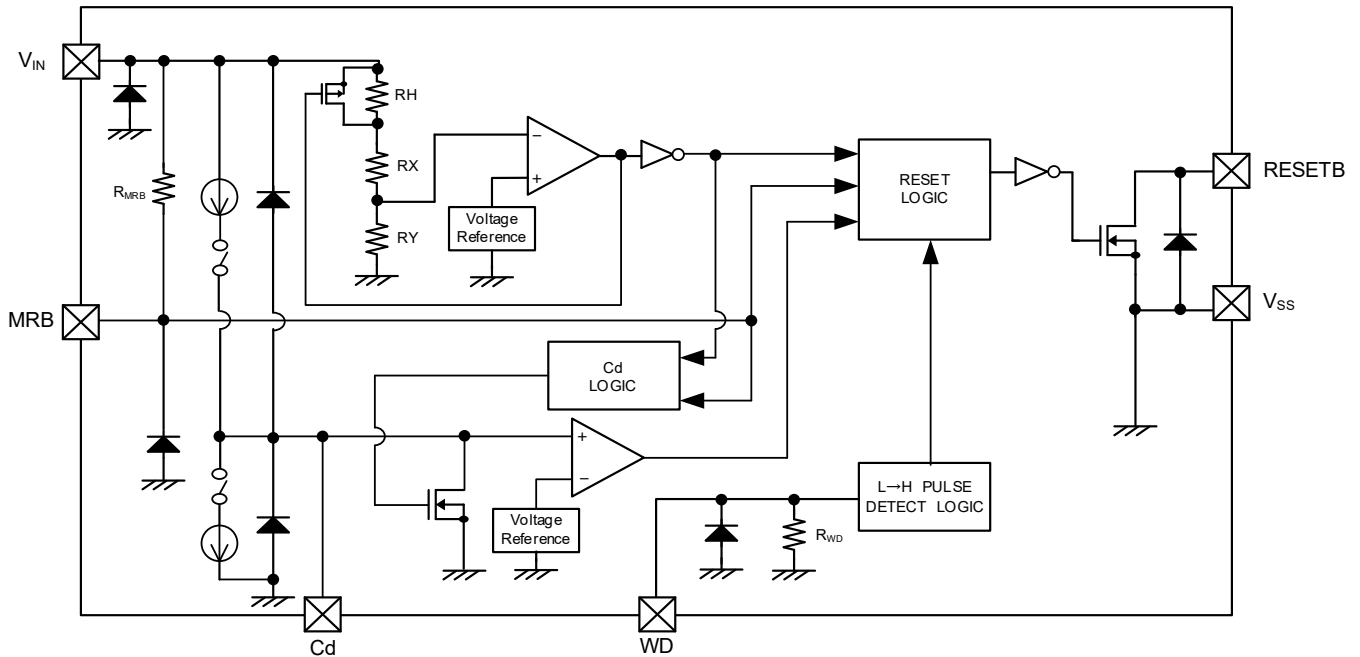 VIN
RH
RX
RY
RMRB
−
+
Voltage
Reference
RESET
LOGIC
RESETB
VSS
MRB
Cd
LOGIC
+
−
Voltage
Reference
L→H PULSE
DETECT LOGIC
RWD
Cd
WD